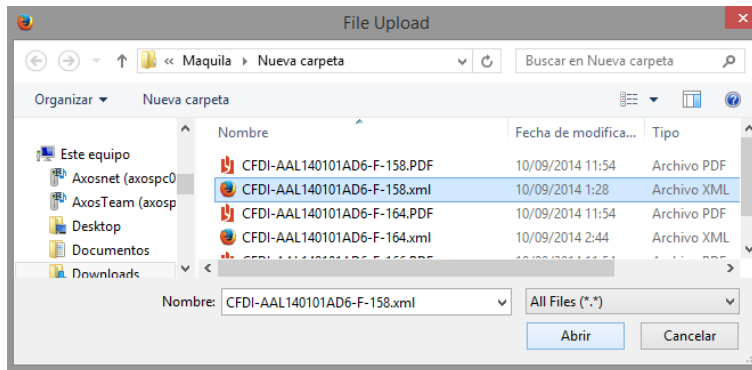 File Upload
« Maquila Nueva carpeta
Buscar en Nueva carpeta
Organizar Nueva carpeta
Nombre Fecha de modifica... Tipo
Este equipo
Axosnet (axospc0
AxosTeam (axosp
Desktop
Documentos
Downloads
CFDI-AAL140101AD6-F-158.PDF 10/09/2014 11:54 Archivo PDF
CFDI-AAL140101AD6-F-158.xml 10/09/2014 1:28 Archivo XML
CFDI-AAL140101AD6-F-164.PDF 10/09/2014 11:54 Archivo PDF
CFDI-AAL140101AD6-F-164.xml 10/09/2014 2:44 Archivo XML
Nombre: CFDI-AAL140101AD6-F-158.xml All Files (*.*)
Abrir Cancelar